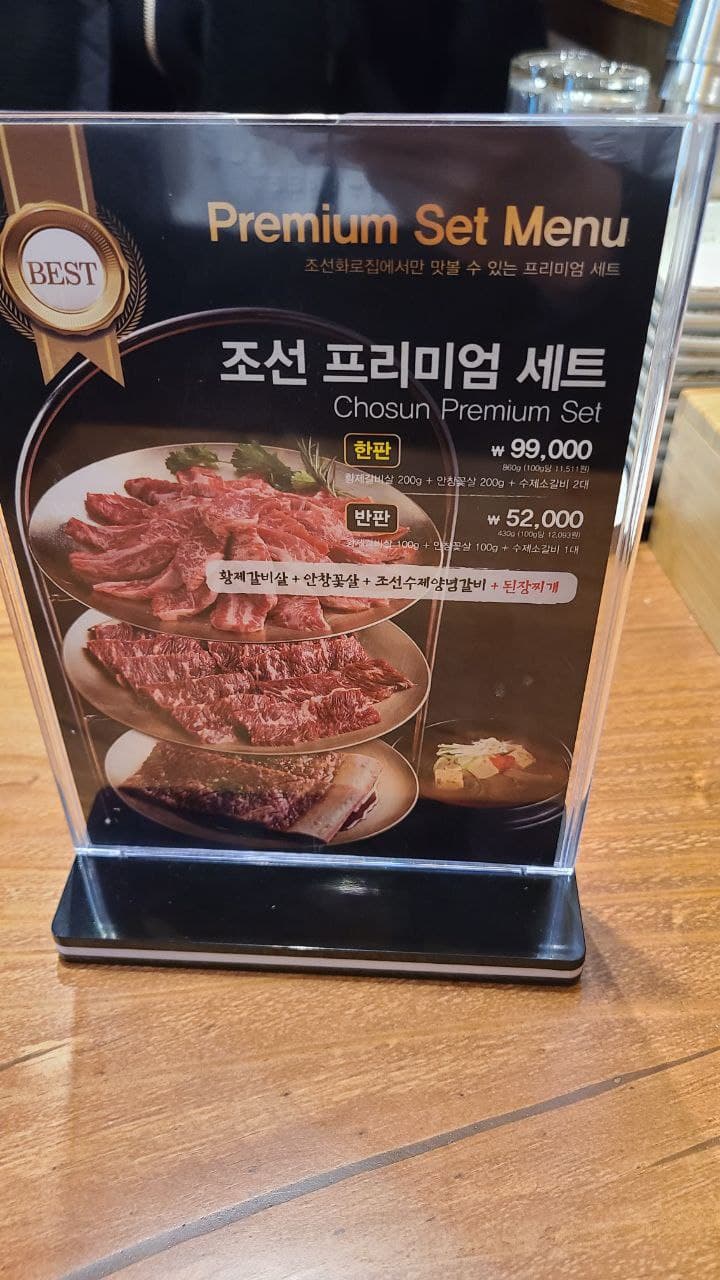 BEST
Premium Set Menu
조선화로집에서만 맛볼 수 있는 프리미엄 세트
조선 프리미엄 세트
Chosun Premium Set
한판 ₩ 99,000
860g (100g당 11,511원)
황제갈비살 200g + 안창꽃살 200g + 수제소갈비 2대
반판 ₩ 52,000
430g (100g당 12,093원)
황제갈비살 100g + 안창꽃살 100g + 수제소갈비 1대
황제갈비살 + 안창꽃살 + 조선수제양념갈비 + 된장찌개